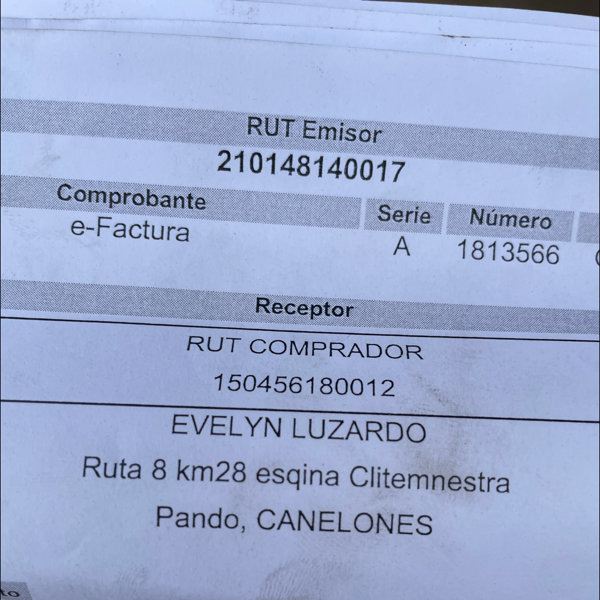 RUT Emisor
210148140017
Comprobante Serie Número
e-Factura A 1813566
Receptor
RUT COMPRADOR
150456180012
EVELYN LUZARDO
Ruta 8 km28 esqina Clitemnestra
Pando, CANELONES